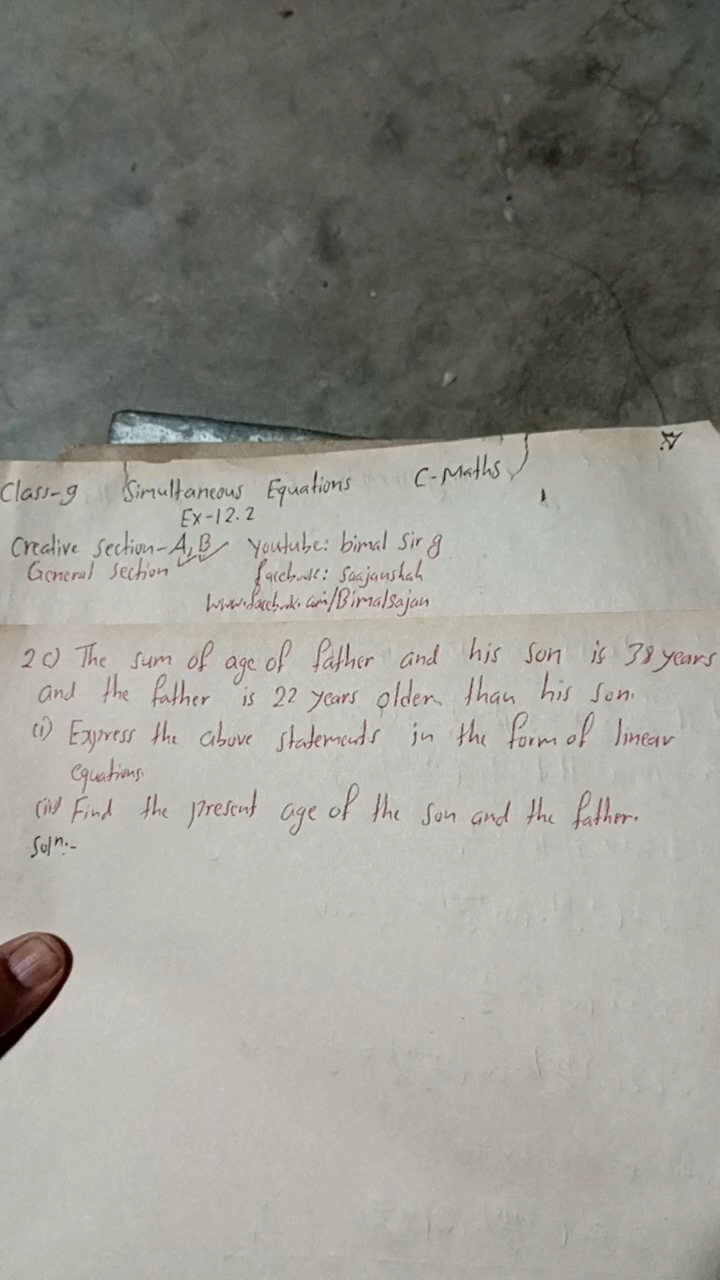 Class-9 Simultaneous Equations C-Maths
Ex-12.2
Creative section-A,B youtube: bimal sir g
General section facebook: Saajanshah
www.facebook.com/Bimalsajan
2c) The sum of age of father and his son is 38 years
and the father is 22 years older than his son.
(i) Express the above statements in the form of linear
equations.
(ii) Find the present age of the son and the father.
Soln:-